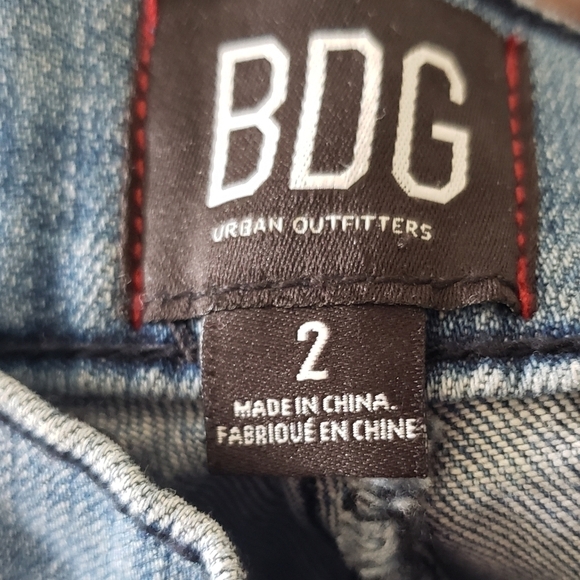 BDG
URBAN OUTFITTERS
2
MADE IN CHINA.
FABRIQUÉ EN CHINE